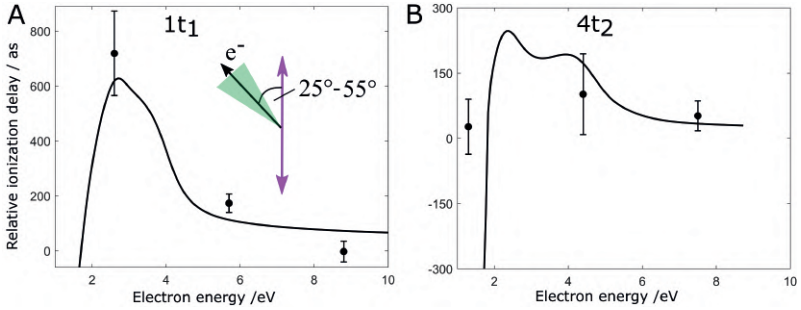 A
1t1
B
4t2
Relative ionization delay / as
800
600
400
200
0
e-
25°-55°
2
4
6
8
10
Electron energy /eV
300
150
0
-150
-300
2
4
6
8
10
Electron energy /eV